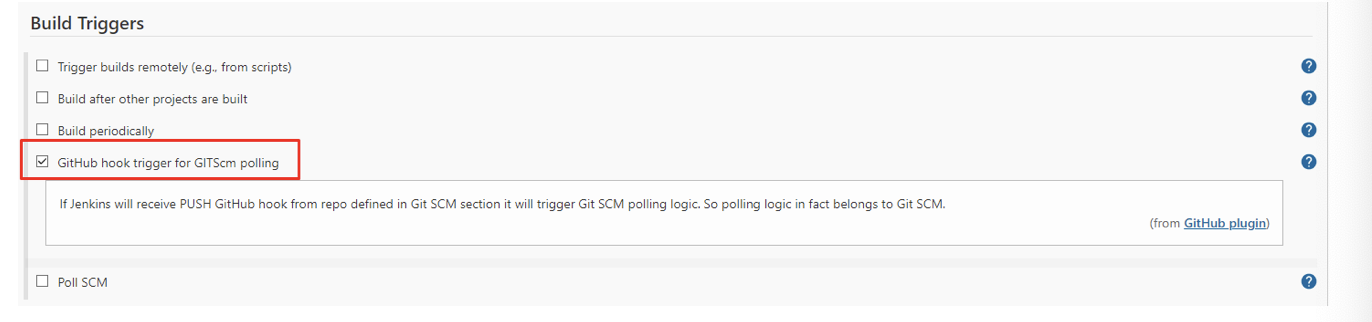 Build Triggers
Trigger builds remotely (e.g., from scripts)
Build after other projects are built
Build periodically
GitHub hook trigger for GITScm polling
If Jenkins will receive PUSH GitHub hook from repo defined in Git SCM section it will trigger Git SCM polling logic. So polling logic in fact belongs to Git SCM.
(from GitHub plugin)
Poll SCM